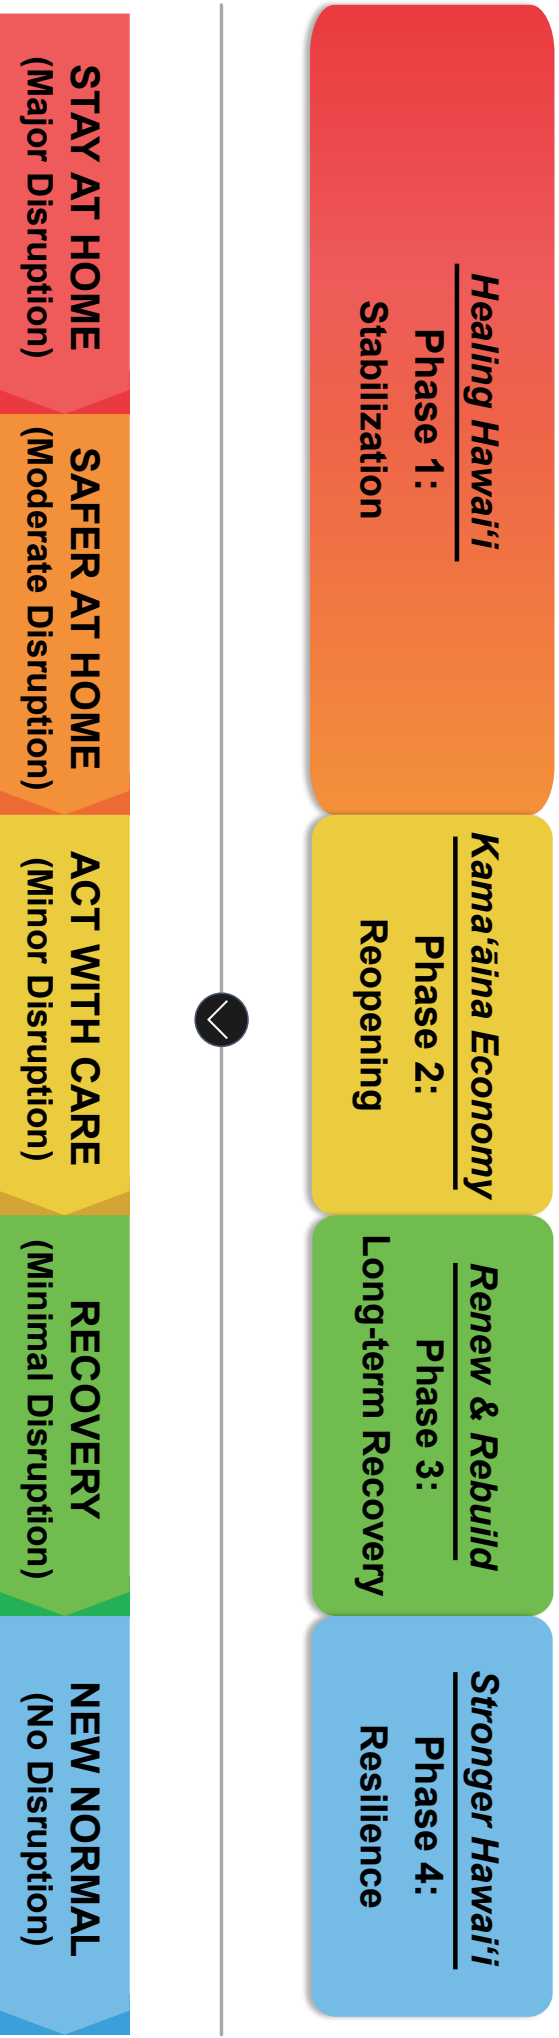 Healing Hawaiʻi
Phase 1:
Stabilization
Kamaʻāina Economy
Phase 2:
Reopening
Renew & Rebuild
Phase 3:
Long-term Recovery
Stronger Hawaiʻi
Phase 4:
Resilience
STAY AT HOME
(Major Disruption)
SAFER AT HOME
(Moderate Disruption)
ACT WITH CARE
(Minor Disruption)
RECOVERY
(Minimal Disruption)
NEW NORMAL
(No Disruption)